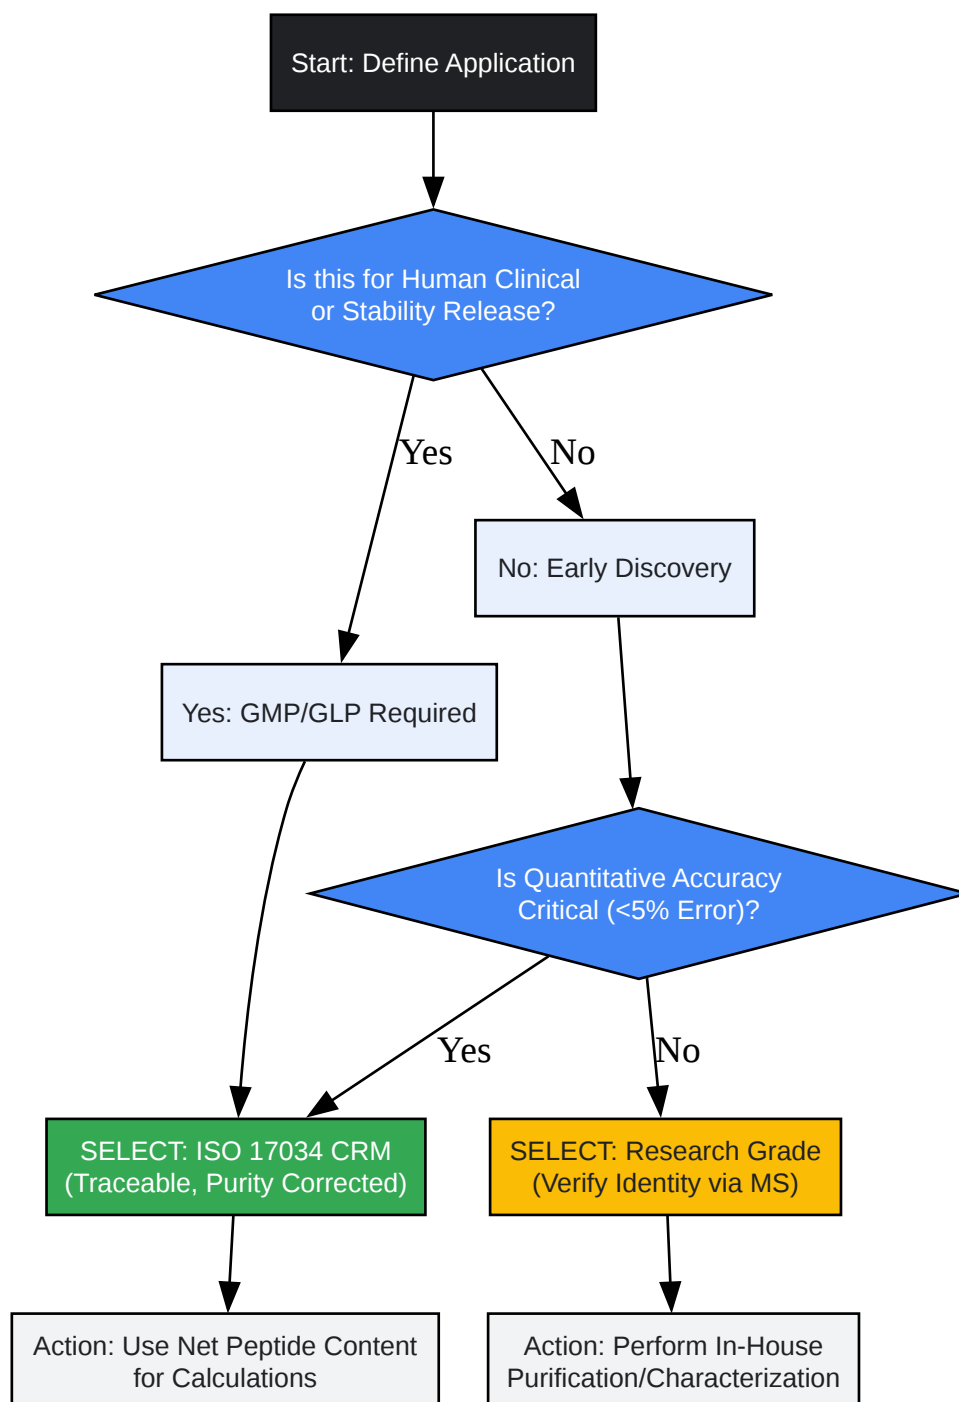 Start: Define Application
Is this for Human Clinical
or Stability Release?
Yes
No
No: Early Discovery
Yes: GMP/GLP Required
Is Quantitative Accuracy
Critical (<5% Error)?
Yes
No
SELECT: ISO 17034 CRM
(Traceable, Purity Corrected)
SELECT: Research Grade
(Verify Identity via MS)
Action: Use Net Peptide Content
for Calculations
Action: Perform In-House
Purification/Characterization